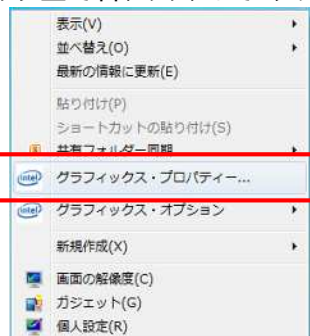 表示(V)
並べ替え(O)
最新の情報に更新(E)
貼り付け(P)
ショートカットの貼り付け(S)
共有フォルダー同期
グラフィックス・プロパティー...
グラフィックス・オプション
新規作成(X)
画面の解像度(C)
ガジェット(G)
個人設定(R)